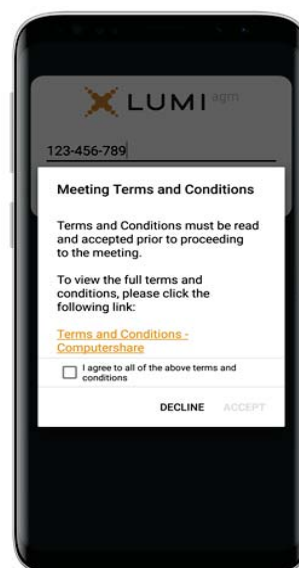 LUMI agm
123-456-789
Meeting Terms and Conditions
Terms and Conditions must be read
and accepted prior to proceeding
to the meeting.
To view the full terms and
conditions, please click the
following link:
Terms and Conditions -
Computershare
I agree to all of the above terms and
conditions
DECLINE ACCEPT